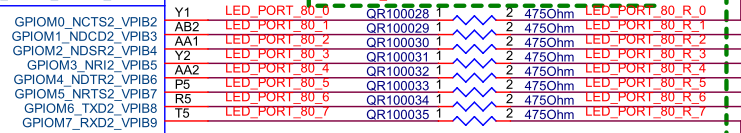 GPIOM0_NCTS2_VPIB2 Y1 LED_PORT_80_0 QR100028 1 2 475Ohm LED_PORT_80_R_0
GPIOM1_NDCD2_VPIB3 AB2 LED_PORT_80_1 QR100029 1 2 475Ohm LED_PORT_80_R_1
GPIOM2_NDSR2_VPIB4 AA1 LED_PORT_80_2 QR100030 1 2 475Ohm LED_PORT_80_R_2
GPIOM3_NRI2_VPIB5 Y2 LED_PORT_80_3 QR100031 1 2 475Ohm LED_PORT_80_R_3
GPIOM4_NDTR2_VPIB6 AA2 LED_PORT_80_4 QR100032 1 2 475Ohm LED_PORT_80_R_4
GPIOM5_NRTS2_VPIB7 P5 LED_PORT_80_5 QR100033 1 2 475Ohm LED_PORT_80_R_5
GPIOM6_TXD2_VPIB8 R5 LED_PORT_80_6 QR100034 1 2 475Ohm LED_PORT_80_R_6
GPIOM7_RXD2_VPIB9 T5 LED_PORT_80_7 QR100035 1 2 475Ohm LED_PORT_80_R_7